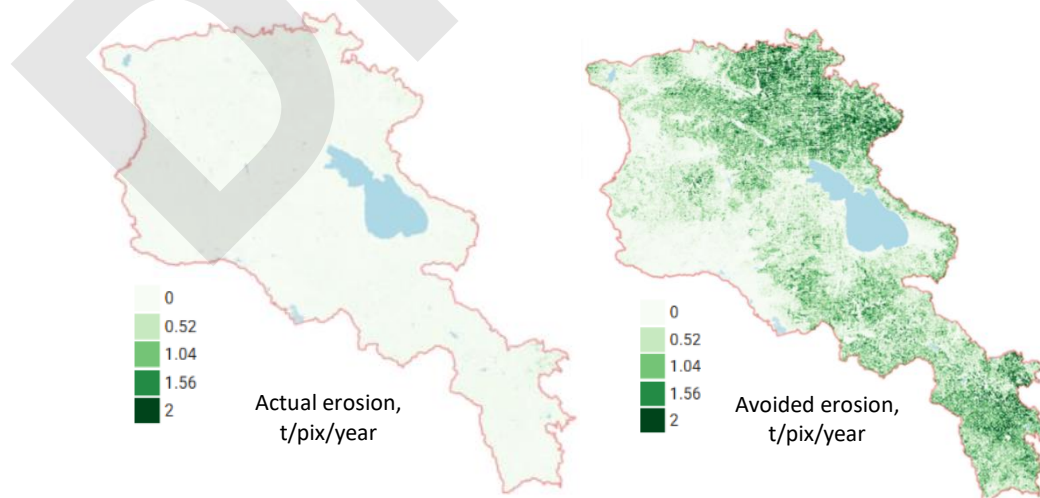 0
0.52
1.04
1.56
2
Actual erosion,
t/pix/year
0
0.52
1.04
1.56
2
Avoided erosion,
t/pix/year